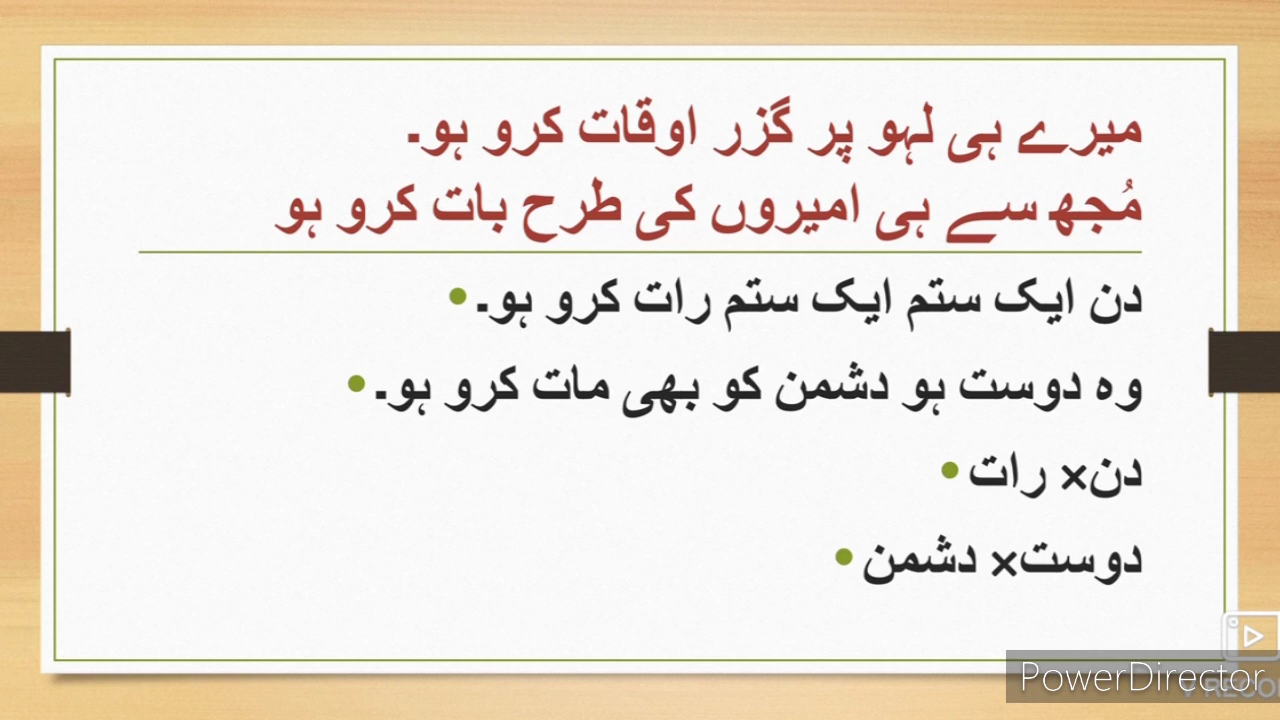 میرے ہی لہو پر گزر اوقات کرو ہو۔
مُجھ سے ہی امیروں کی طرح بات کرو ہو
دن ایک ستم ایک ستم رات کرو ہو۔
وہ دوست ہو دشمن کو بھی مات کرو ہو۔
دن× رات
دوست× دشمن
PowerDirector